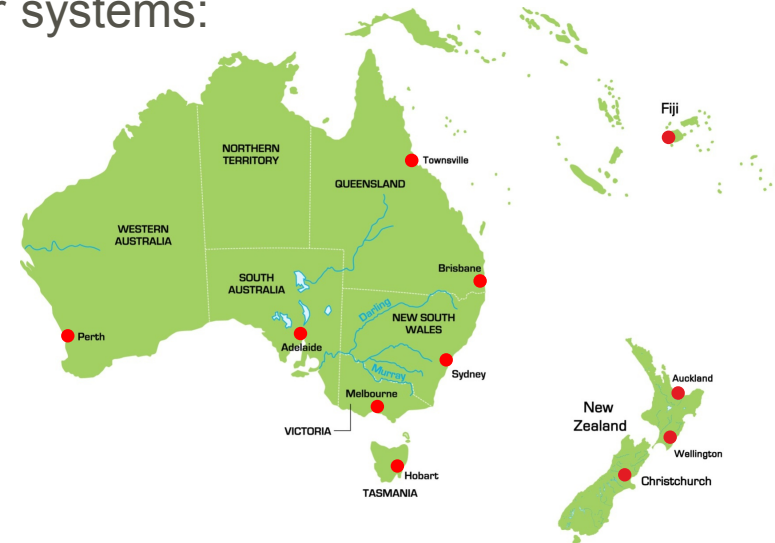 r systems:
Fiji
NORTHERN
TERRITORY
Townsville
QUEENSLAND
WESTERN
AUSTRALIA
Brisbane
SOUTH
AUSTRALIA
Darling
NEW SOUTH
WALES
Perth
Adelaide
Sydney
Murray
Melbourne
VICTORIA
Hobart
TASMANIA
Auckland
New
Zealand
Wellington
Christchurch